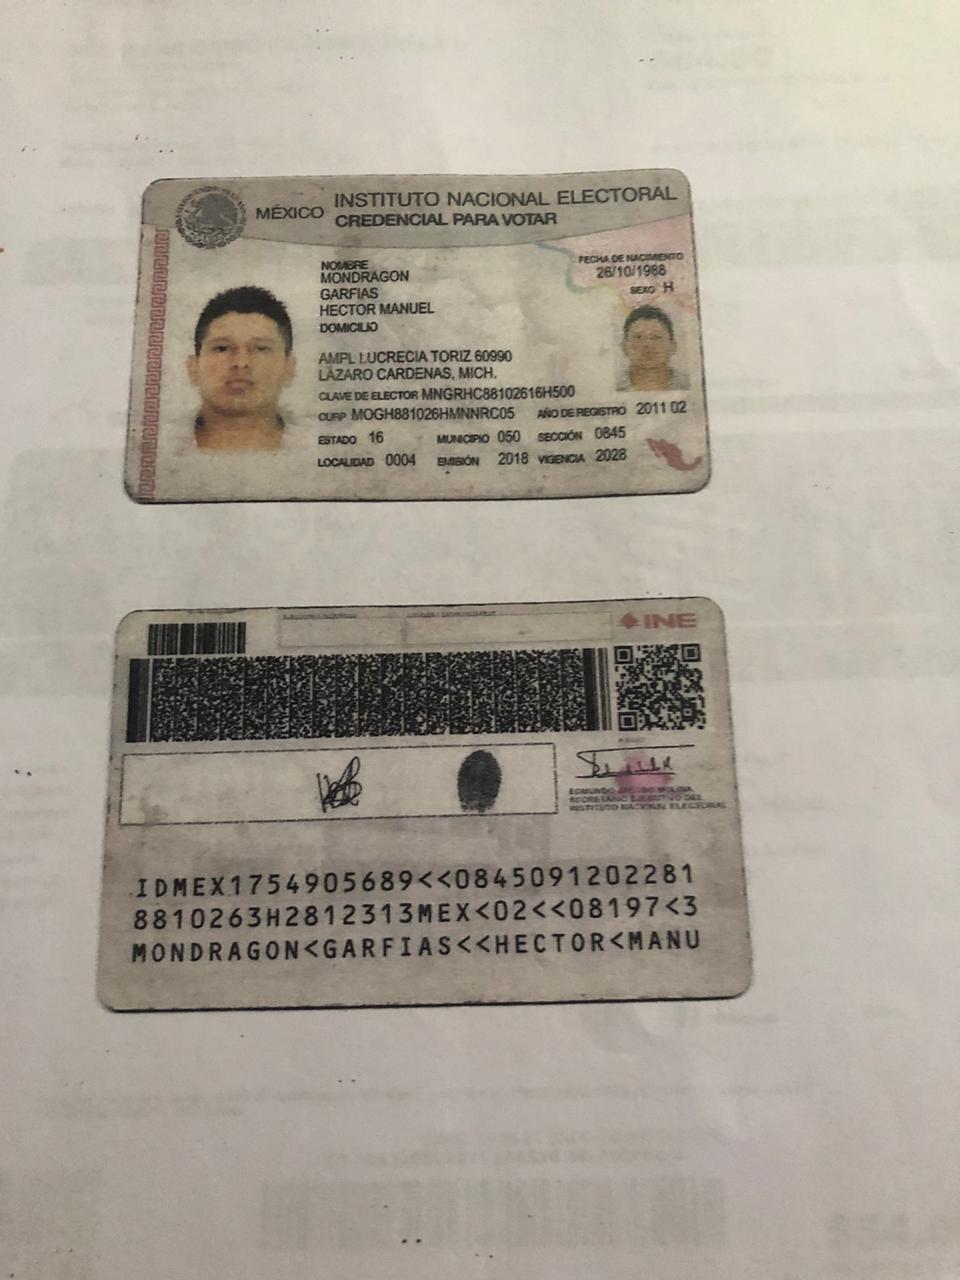 MÉXICO INSTITUTO NACIONAL ELECTORAL
CREDENCIAL PARA VOTAR
NOMBRE
MONDRAGON
GARFIAS
HECTOR MANUEL
DOMICILIO
AMPL LUCRECIA TORIZ 60990
LAZARO CARDENAS, MICH.
CLAVE DE ELECTOR MNGRHC88102616H500
CURP MOGH881026HMNNRC05 AÑO DE REGISTRO 2011 02
ESTADO 16 MUNICIPIO 050 SECCIÓN 0845
LOCALIDAD 0004 EMISIÓN 2018 VIGENCIA 2028
FECHA DE NACIMIENTO
26/10/1988
SEXO H
INE
EDMUNDO JACOBO MOLINA
SECRETARIO EJECUTIVO DEL
INSTITUTO NACIONAL ELECTORAL
IDMEX1754905689<<0845091202281
8810263H2812313MEX<02<<08197<3
MONDRAGON<GARFIAS<<HECTOR<MANU